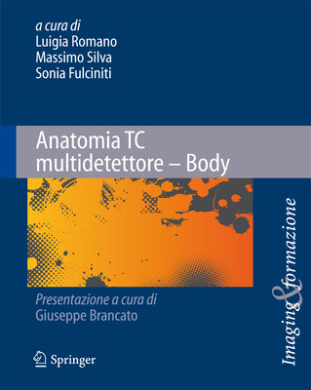 a cura di
Luigia Romano
Massimo Silva
Sonia Fulciniti
Anatomia TC
multidetettore – Body
Presentazione a cura di
Giuseppe Brancato
Springer
Imaging & formazione